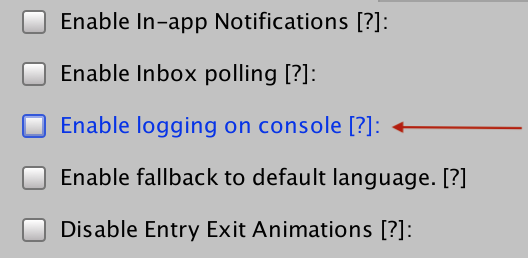 Enable In-app Notifications [?]:
Enable Inbox polling [?]:
Enable logging on console [?]:
Enable fallback to default language. [?]
Disable Entry Exit Animations [?]: